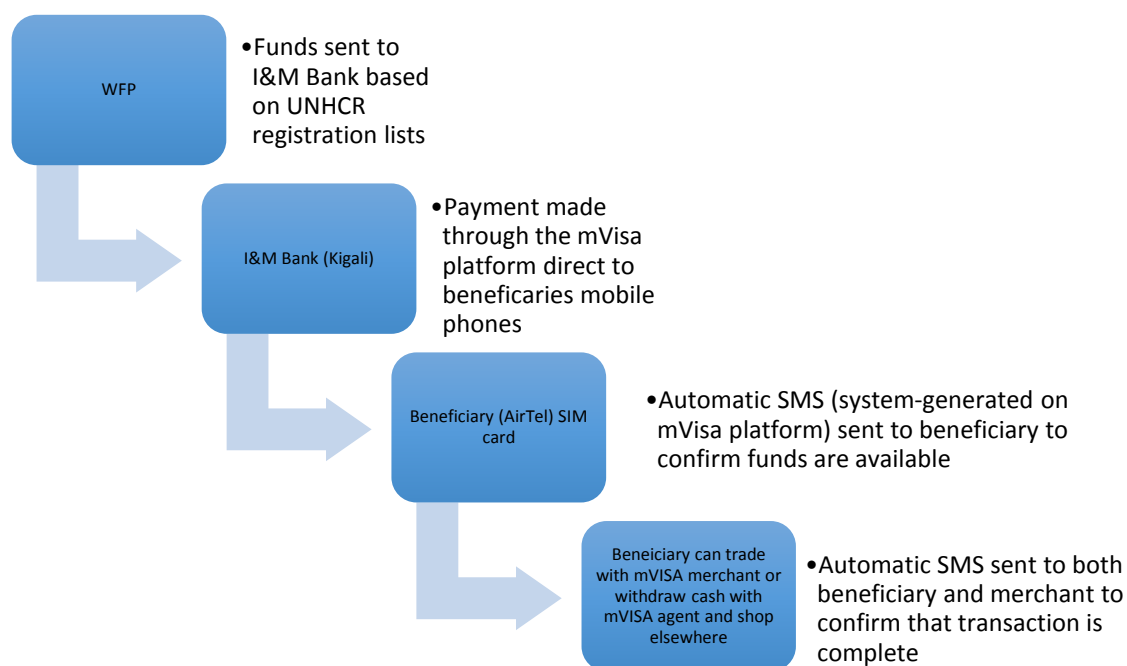 WFP
•Funds sent to
I&M Bank based
on UNHCR
registration lists
I&M Bank (Kigali)
•Payment made
through the mVisa
platform direct to
beneficaries mobile
phones
Beneficiary (AirTel) SIM
card
•Automatic SMS (system-generated on
mVisa platform) sent to beneficiary to
confirm funds are available
Beneiciary can trade
with mVISA merchant or
withdraw cash with
mVISA agent and shop
elsewhere
•Automatic SMS sent to both
beneficiary and merchant to
confirm that transaction is
complete